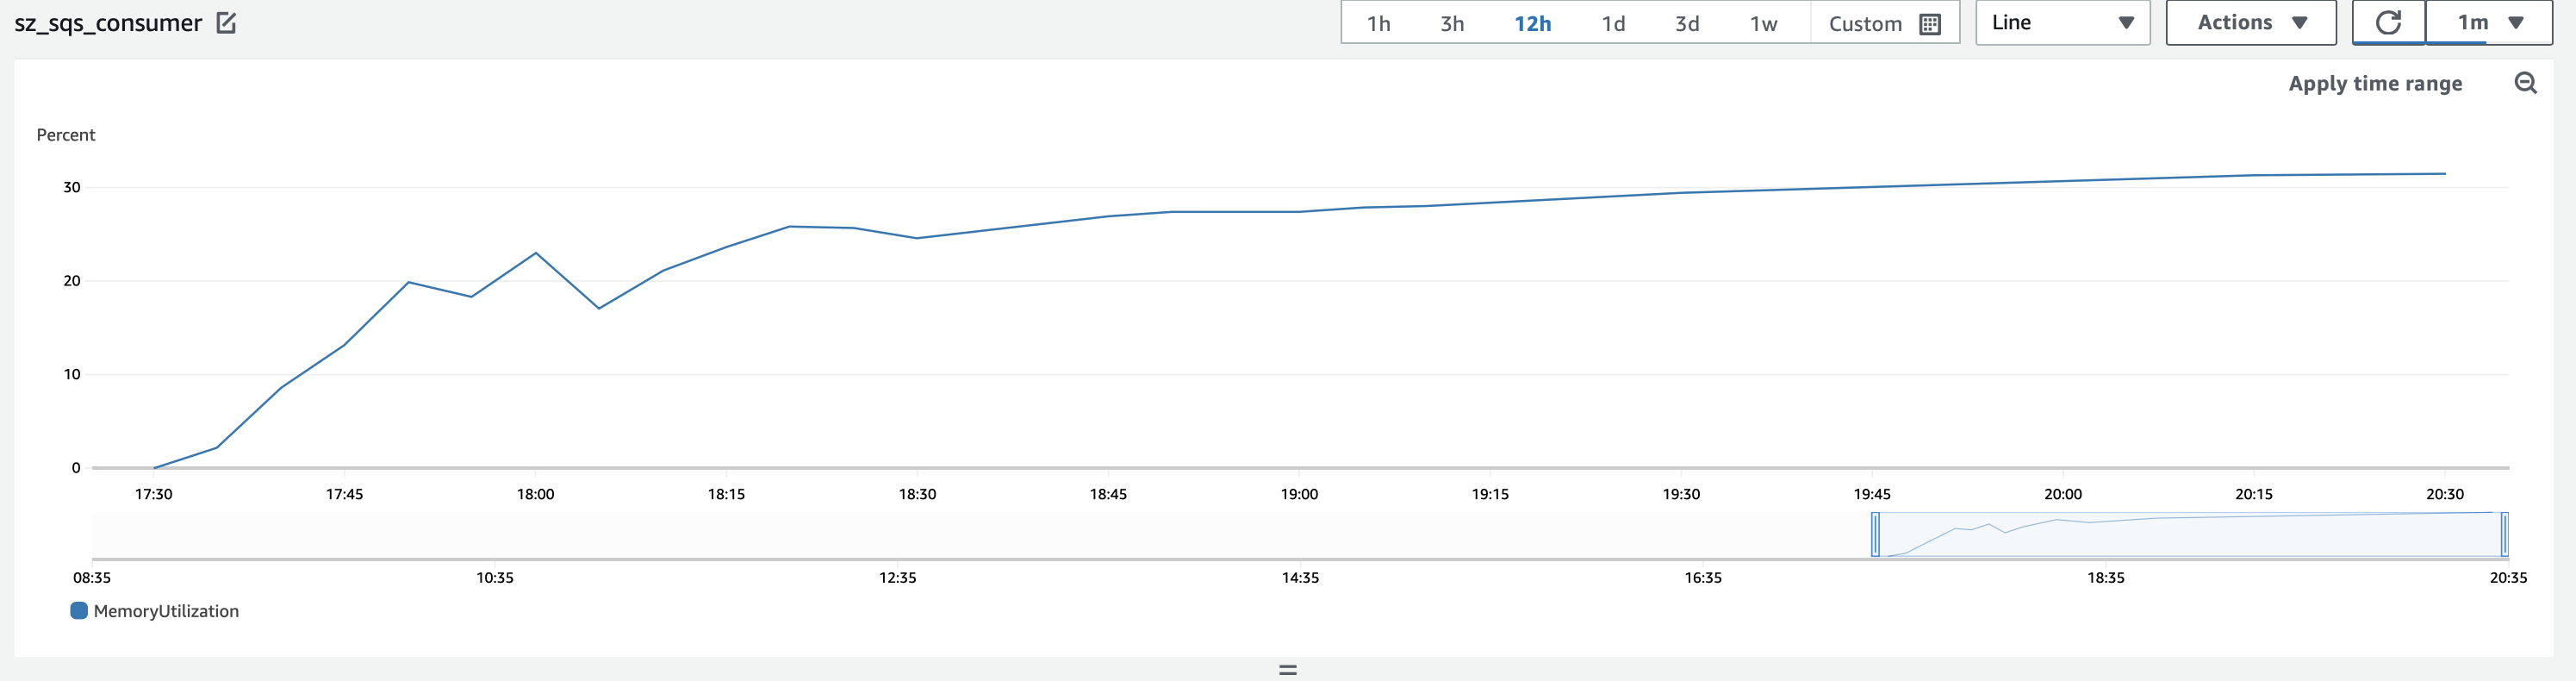 sz_sqs_consumer
1h 3h 12h 1d 3d 1w Custom Line Actions 1m
Apply time range
Percent
30
20
10
0
17:30 17:45 18:00 18:15 18:30 18:45 19:00 19:15 19:30 19:45 20:00 20:15 20:30
08:35 10:35 12:35 14:35 16:35 18:35 20:35
MemoryUtilization